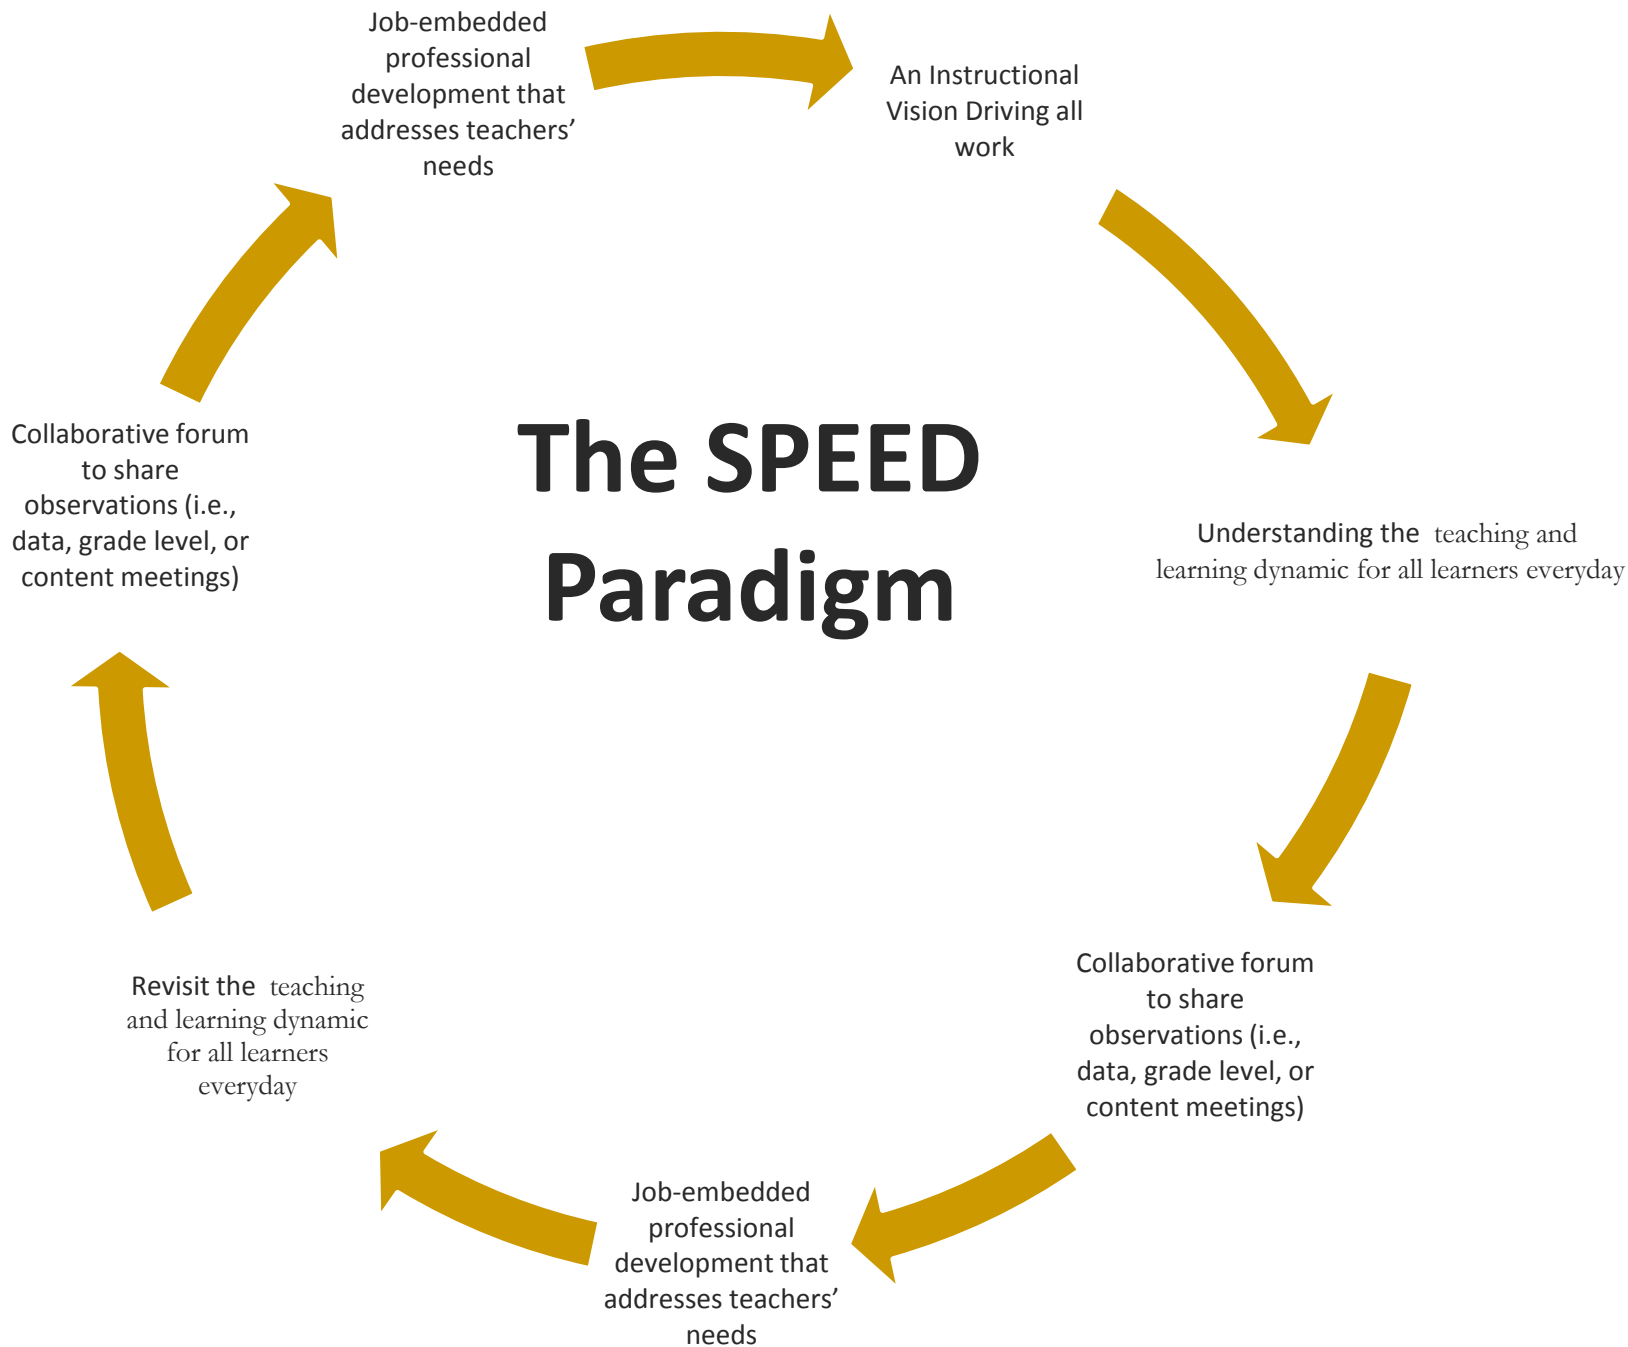 The SPEED
Paradigm
An Instructional
Vision Driving all
work
Understanding the teaching and
learning dynamic for all learners everyday
Collaborative forum
to share
observations (i.e.,
data, grade level, or
content meetings)
Job-embedded
professional
development that
addresses teachers’
needs
Revisit the teaching
and learning dynamic
for all learners
everyday
Collaborative forum
to share
observations (i.e.,
data, grade level, or
content meetings)
Job-embedded
professional
development that
addresses teachers’
needs